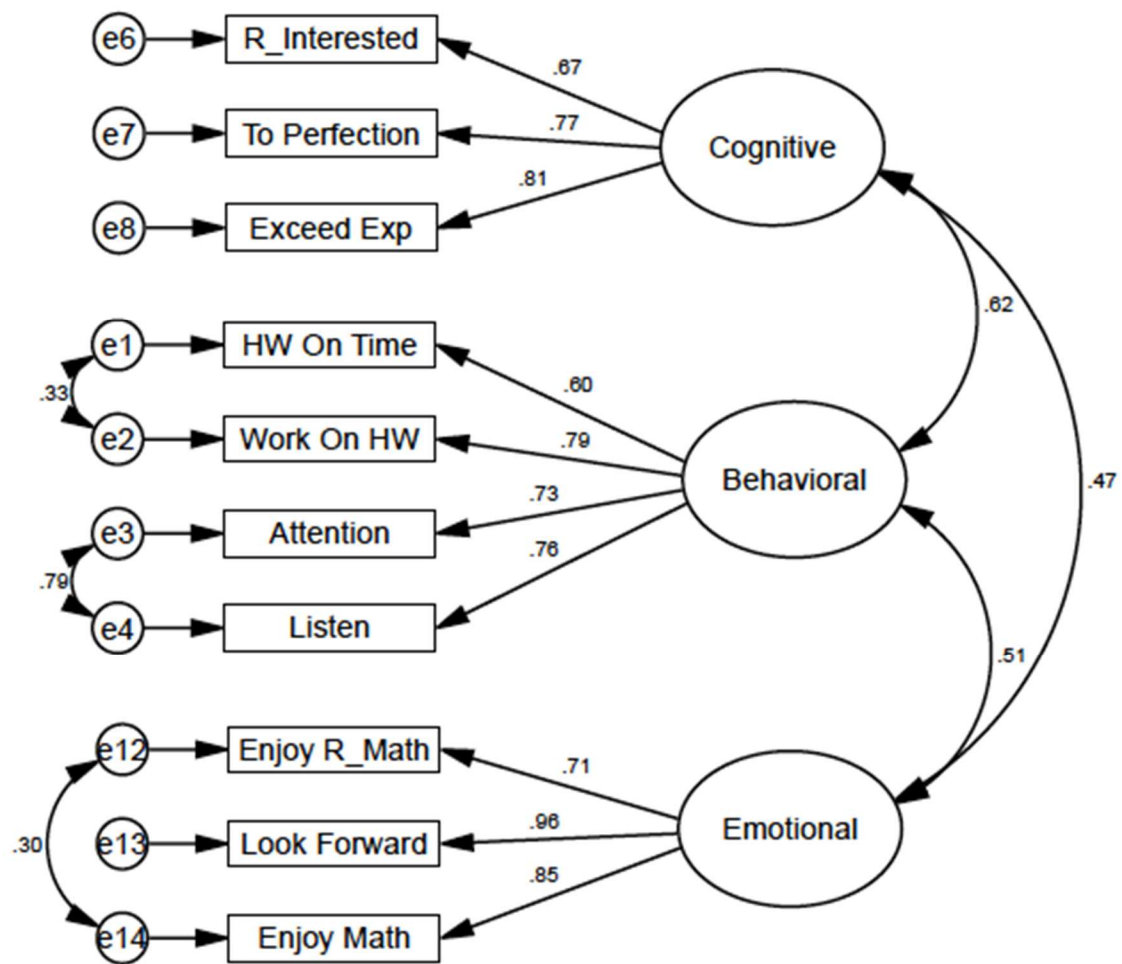 e6 R_Interested
.67
e7 To Perfection .77 Cognitive
.81
e8 Exceed Exp
.62
e1 HW On Time
.60
.33
e2 Work On HW .79 Behavioral
.47
.73
e3 Attention
.76
.79
e4 Listen
.51
e12 Enjoy R_Math .71
.96 Emotional
.30 e13 Look Forward
.85
e14 Enjoy Math